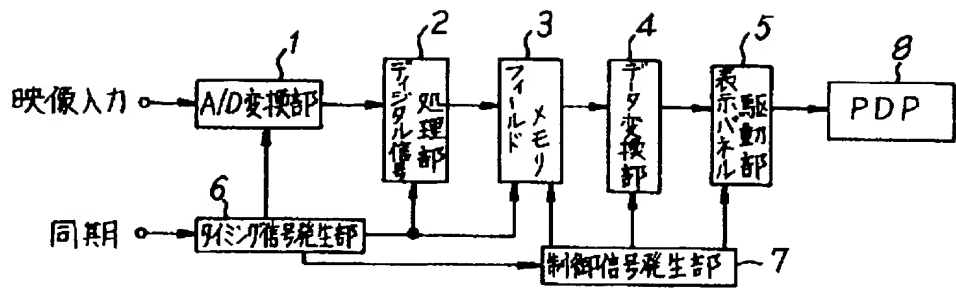 1
2
3
4
5
8
映像入力
A/D変換部
ディジタル信号
処理部
フィールド
メモリ
データ変換部
表示パネル
駆動部
PDP
6
同期
タイミング信号発生部
制御信号発生部
7